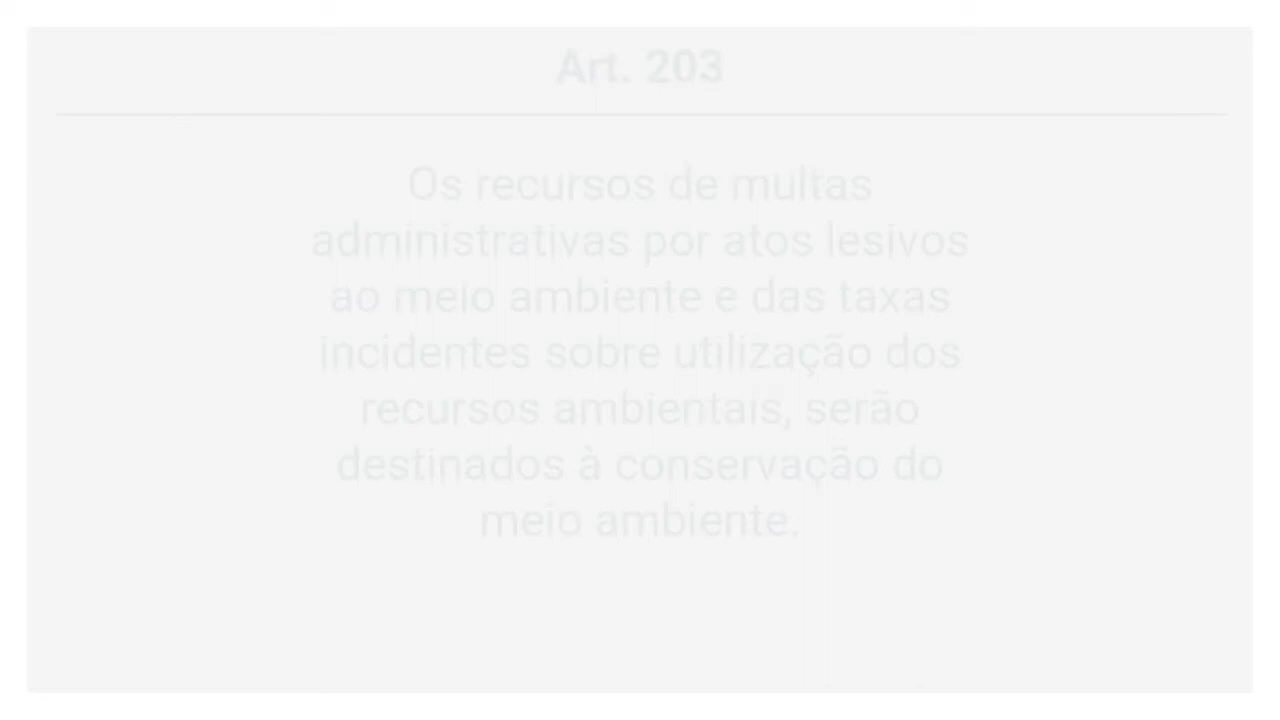 Art. 203
Os recursos de multas
administrativas por atos lesivos
ao meio ambiente e das taxas
incidentes sobre utilização dos
recursos ambientais, serão
destinados à conservação do
meio ambiente.